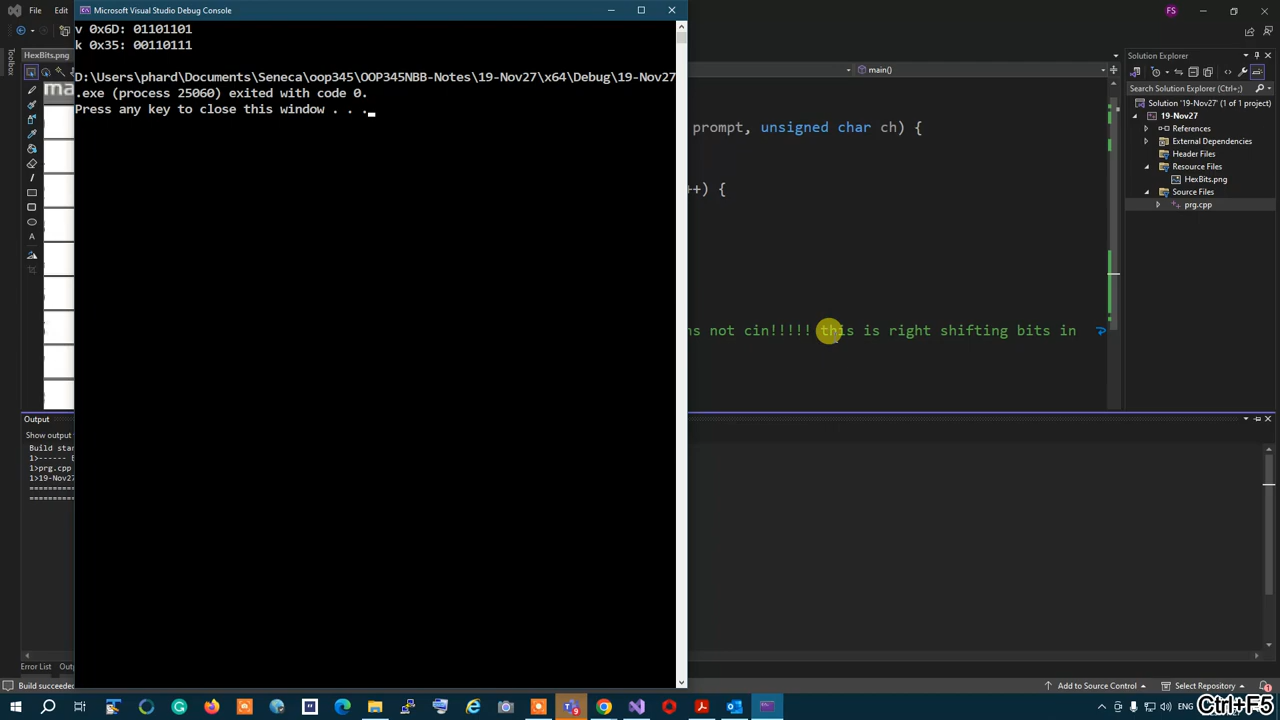 Microsoft Visual Studio Debug Console
File
Edi
FS
v 0x6D: 01101101
k 0x35: 00110111
D:\Users\phard\Documents\Seneca\oop345\OOP345NBB-Notes\19-Nov27\x64\Debug\19-Nov27
.exe (process 25060) exited with code 0.
Press any key to close this window . . .
HexBits.png
Toolbox
main()
prompt, unsigned char ch) {
++) {
ns not cin!!!!! this is right shifting bits in
Solution Explorer
Search Solution Explorer (Ctrl+;)
Solution '19-Nov27' (1 of 1 project)
19-Nov27
References
External Dependencies
Header Files
Resource Files
HexBits.png
Source Files
prg.cpp
Output
Show output
Build star
1>------ B
1>prg.cpp
1>19-Nov27
==========
==========
Error List
Outp
Build succeeded
Add to Source Control
Select Repository
ENG
Ctrl+F5